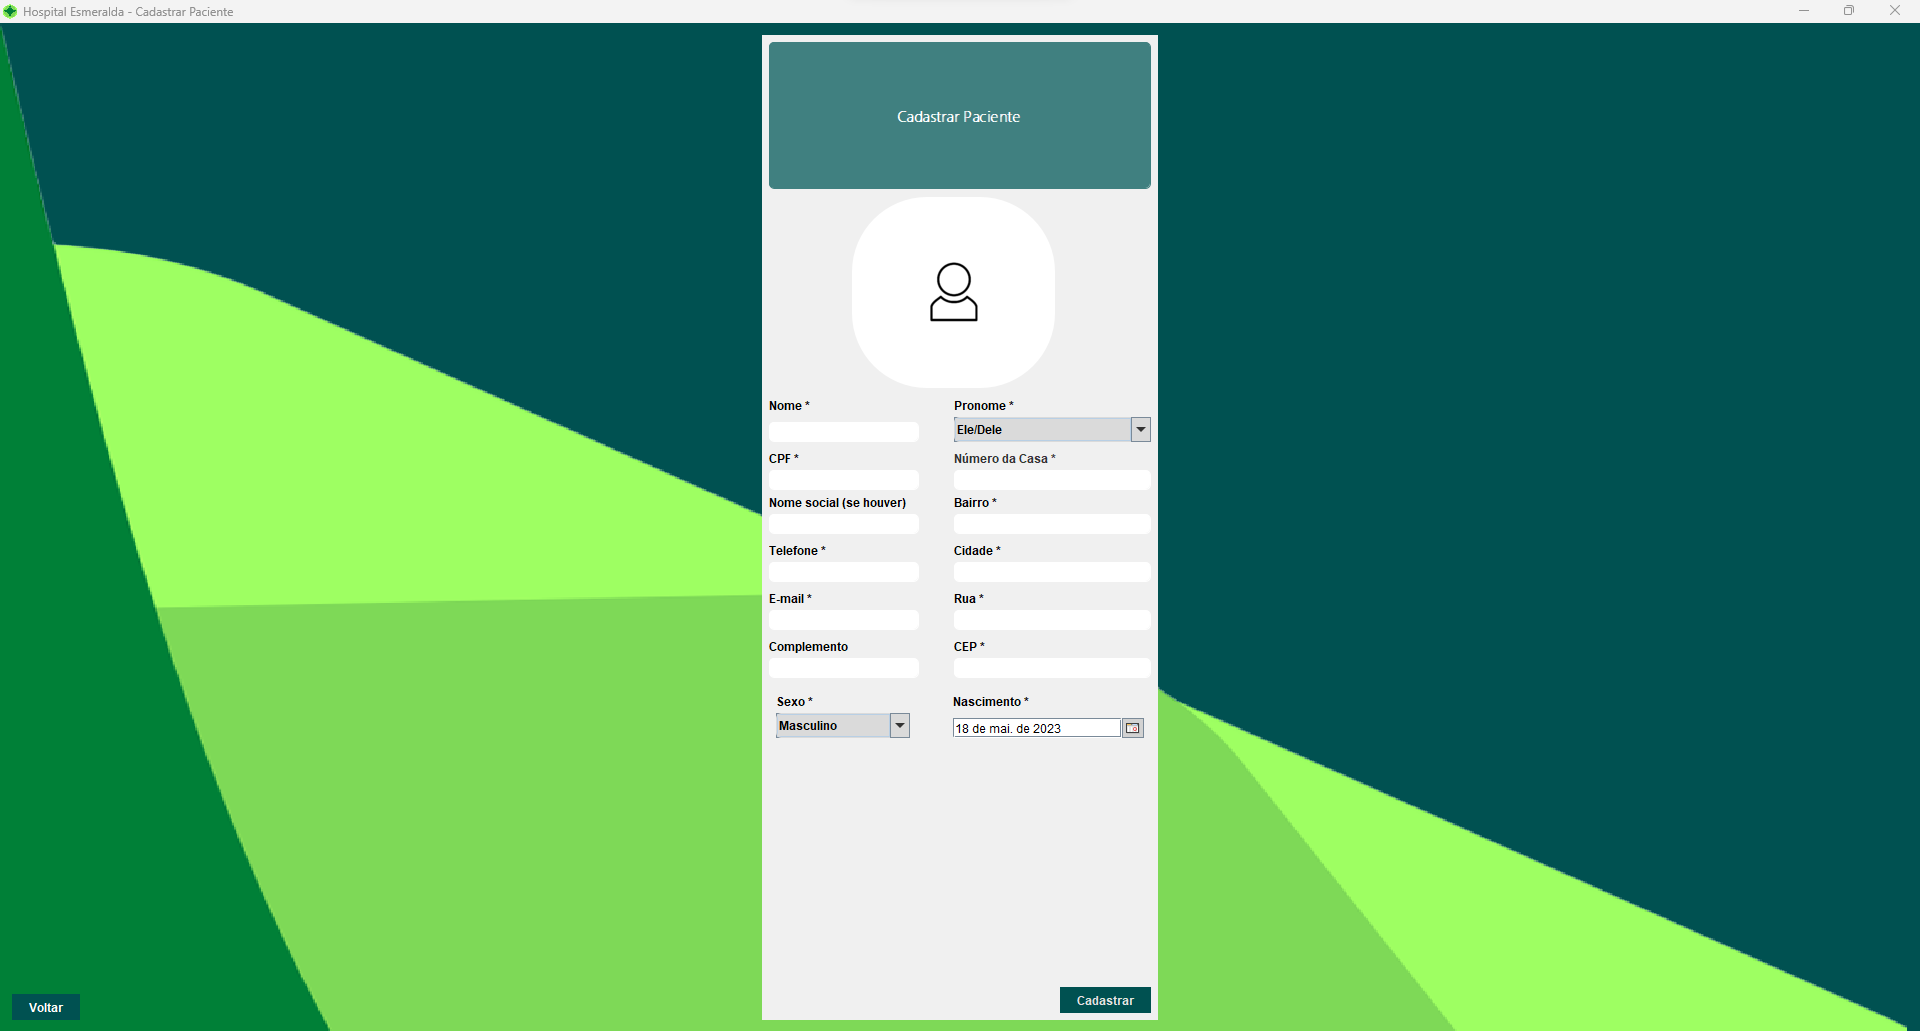 Hospital Esmeralda - Cadastrar Paciente
Cadastrar Paciente
Nome * Pronome *
Ele/Dele
CPF * Número da Casa *
Nome social (se houver) Bairro *
Telefone * Cidade *
E-mail * Rua *
Complemento CEP *
Sexo * Nascimento *
Masculino 18 de mai. de 2023
Cadastrar
Voltar